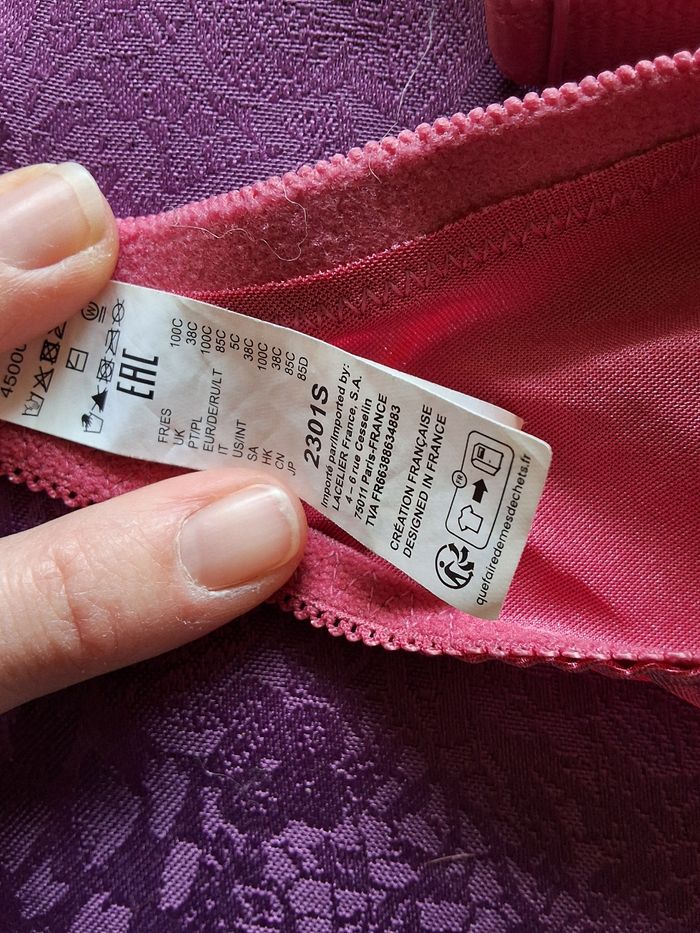 EAC
FR/ES 100C
UK 38C
PT/PL 100C
EUR/DE/RU/LT 85C
IT 5C
US/INT 38C
SA 100C
HK 38C
CN 85C
JP 85D
2301S
Importé par/Imported by:
LACELIER France, S.A.
4 – 6 rue Cesselin
75011 Paris-FRANCE
TVA FR66388634883
CRÉATION FRANÇAISE
DESIGNED IN FRANCE
FR
quefairedemesdechets.fr